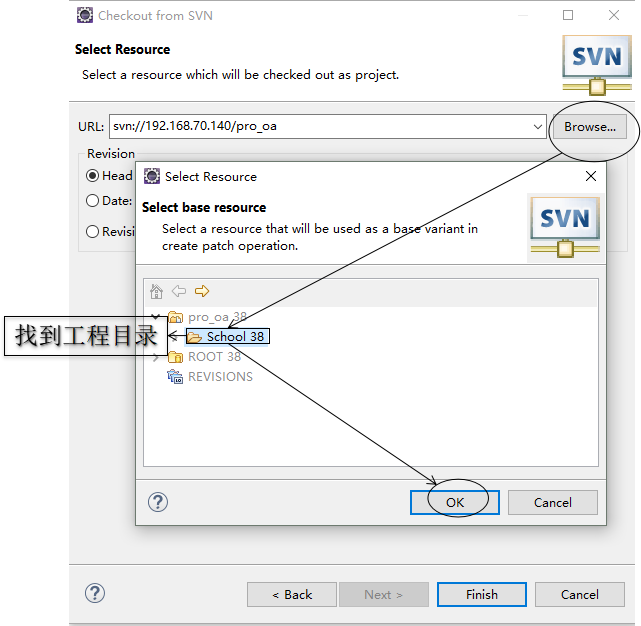 Checkout from SVN
Select Resource
Select a resource which will be checked out as project.
SVN
URL: svn://192.168.70.140/pro_oa
Browse...
Revision
Head
Date:
Revisi
Select Resource
Select base resource
Select a resource that will be used as a base variant in
create patch operation.
SVN
pro_oa 38
找到工程目录
School 38
ROOT 38
REVISIONS
OK
Cancel
< Back
Next >
Finish
Cancel